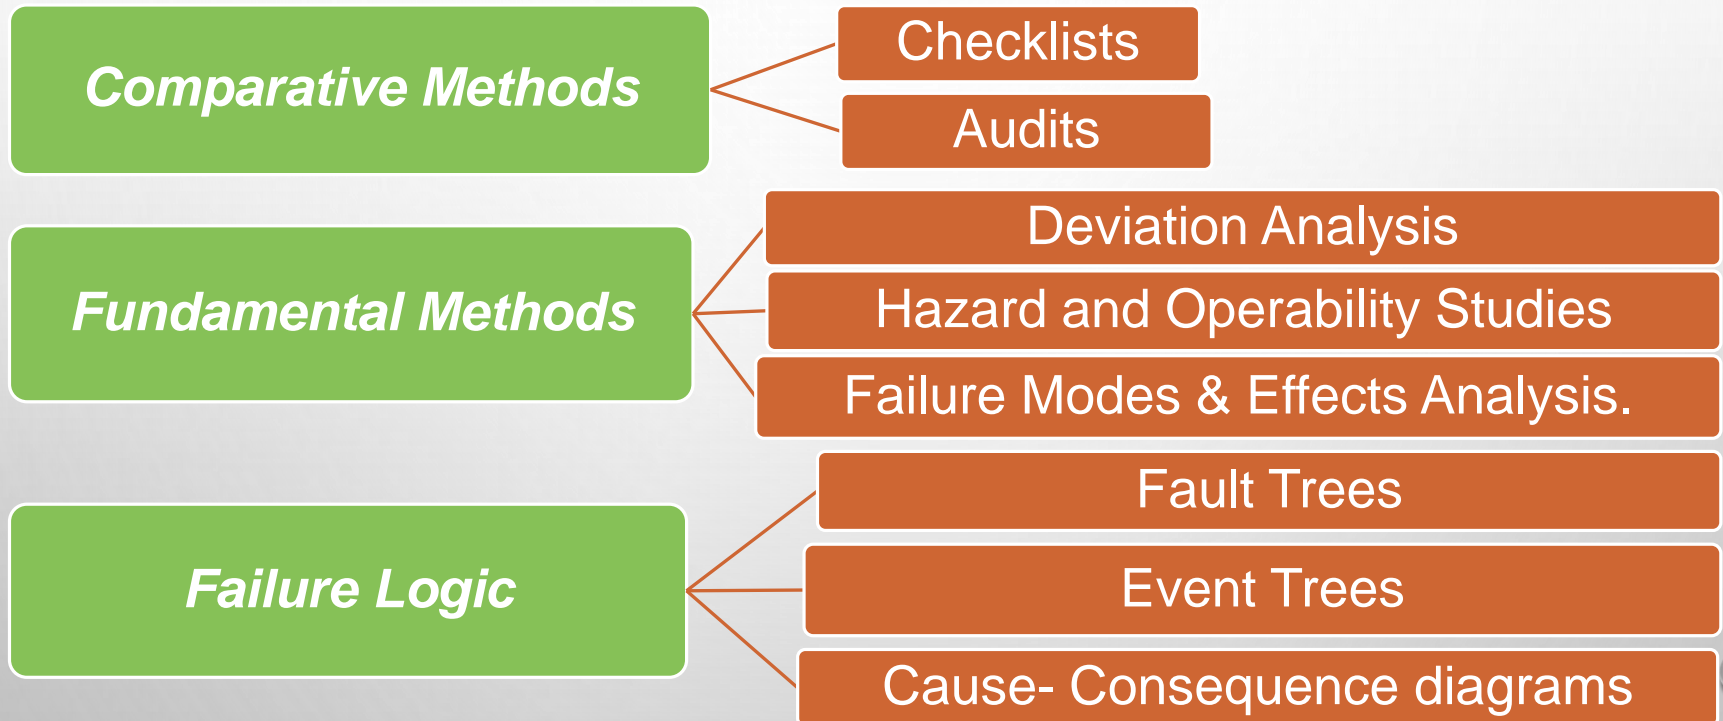 Comparative Methods
Checklists
Audits
Fundamental Methods
Deviation Analysis
Hazard and Operability Studies
Failure Modes & Effects Analysis.
Failure Logic
Fault Trees
Event Trees
Cause- Consequence diagrams